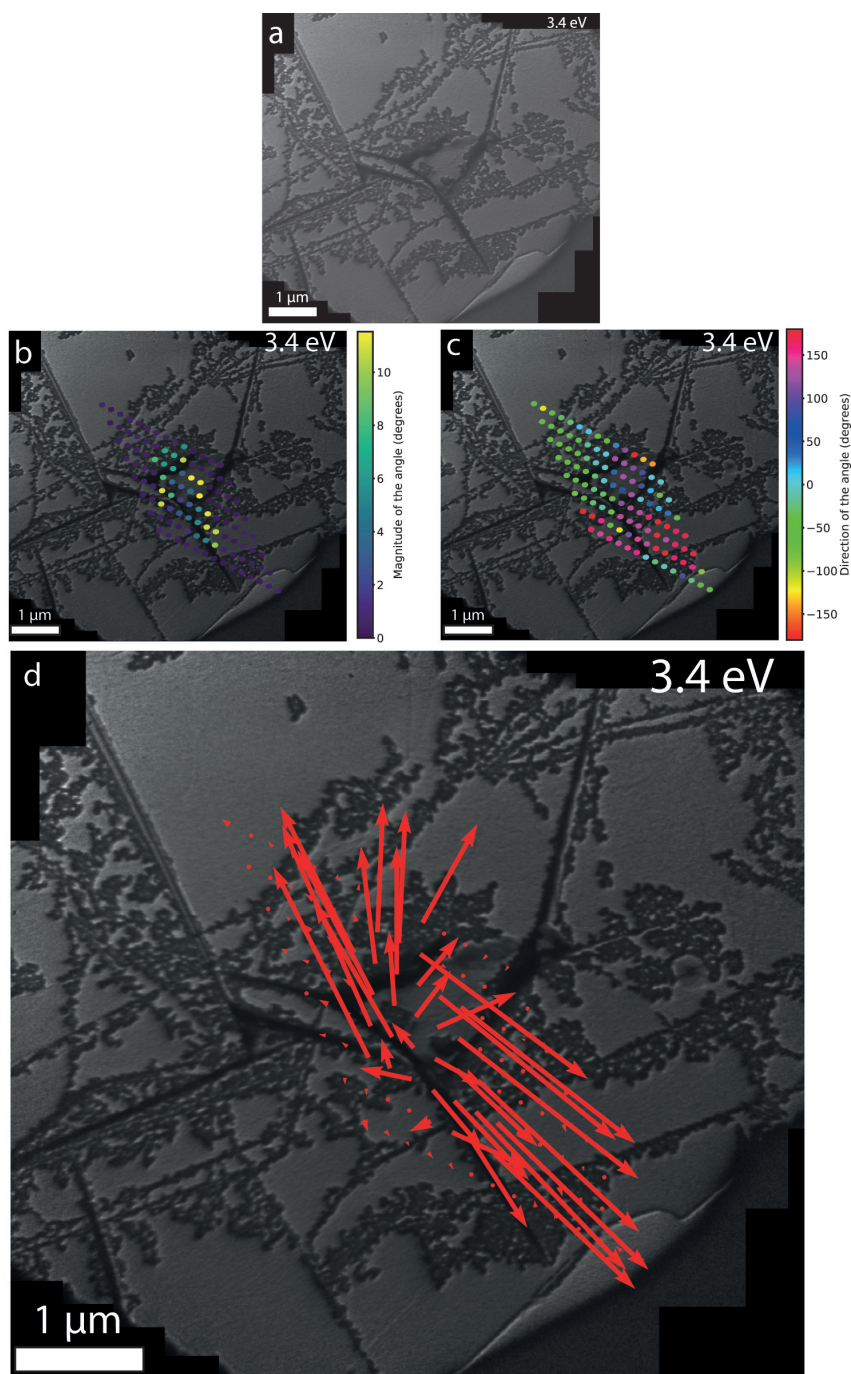 a
3.4 eV
1 μm
b
3.4 eV
10
8
6
4
2
0
Magnitude of the angle (degrees)
1 μm
c
3.4 eV
150
100
50
0
−50
−100
−150
Direction of the angle (degrees)
1 μm
d
3.4 eV
1 μm